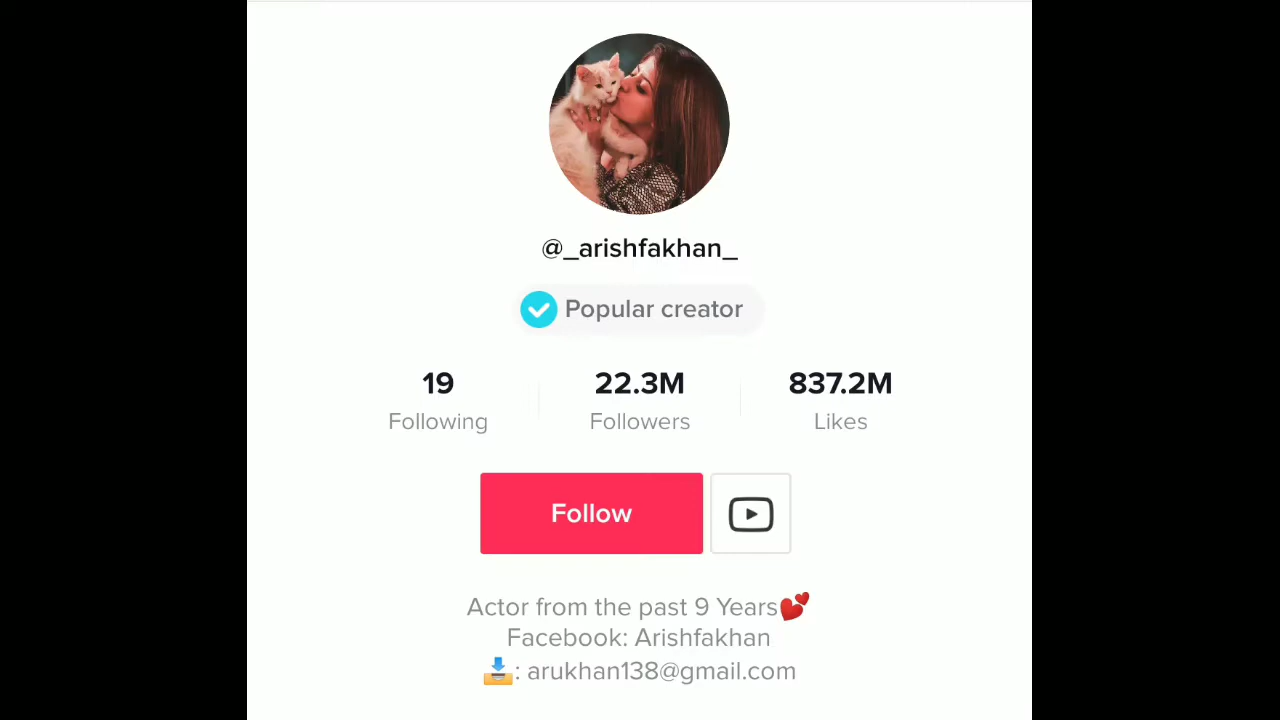 @_arishfakhan_
Popular creator
19 22.3M 837.2M
Following Followers Likes
Follow
Actor from the past 9 Years💕
Facebook: Arishfakhan
📥: arukhan138@gmail.com